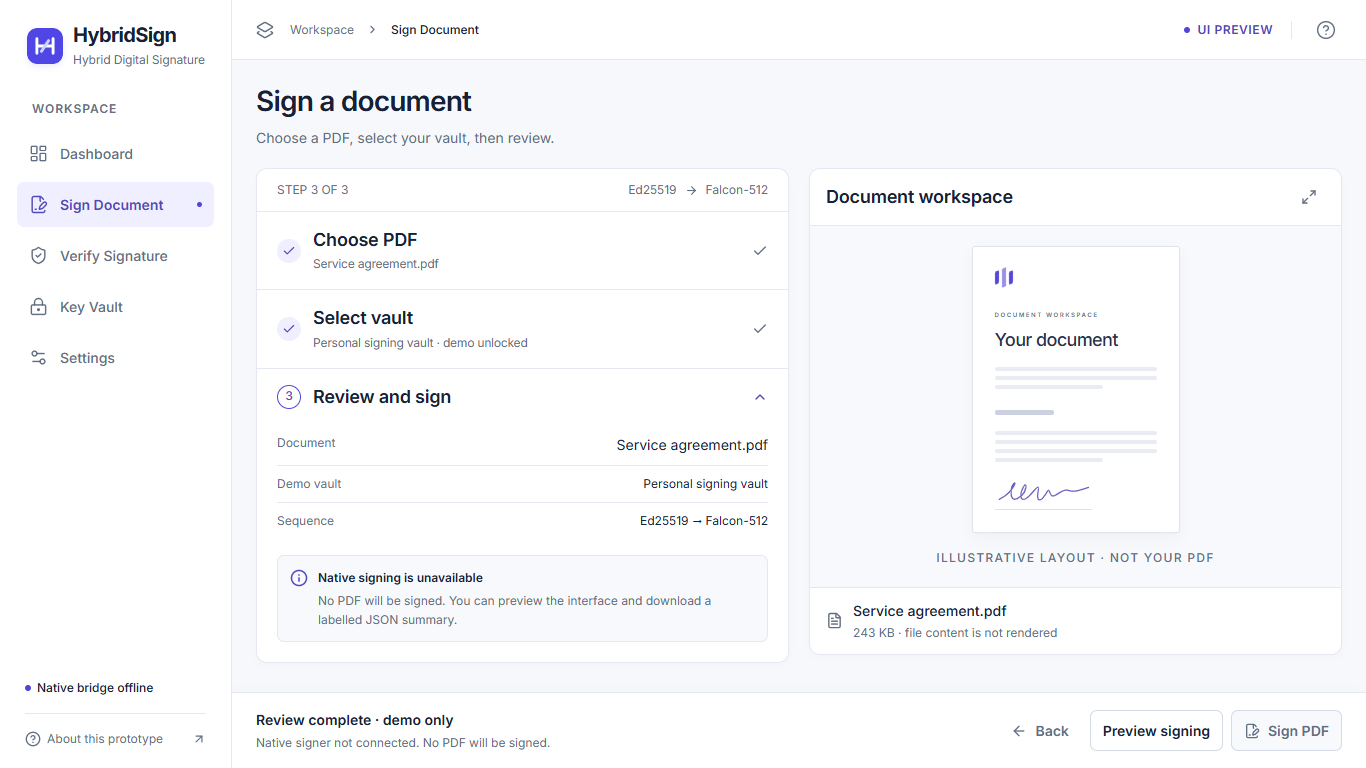 HybridSign
Hybrid Digital Signature
WORKSPACE
Dashboard
Sign Document
Verify Signature
Key Vault
Settings
Native bridge offline
About this prototype
Workspace
Sign Document
UI PREVIEW
Sign a document
Choose a PDF, select your vault, then review.
STEP 3 OF 3
Ed25519 → Falcon-512
Choose PDF
Service agreement.pdf
Select vault
Personal signing vault · demo unlocked
3
Review and sign
Document
Service agreement.pdf
Demo vault
Personal signing vault
Sequence
Ed25519 → Falcon-512
Native signing is unavailable
No PDF will be signed. You can preview the interface and download a
labelled JSON summary.
Document workspace
DOCUMENT WORKSPACE
Your document
ILLUSTRATIVE LAYOUT · NOT YOUR PDF
Service agreement.pdf
243 KB · file content is not rendered
Review complete · demo only
Native signer not connected. No PDF will be signed.
Back
Preview signing
Sign PDF